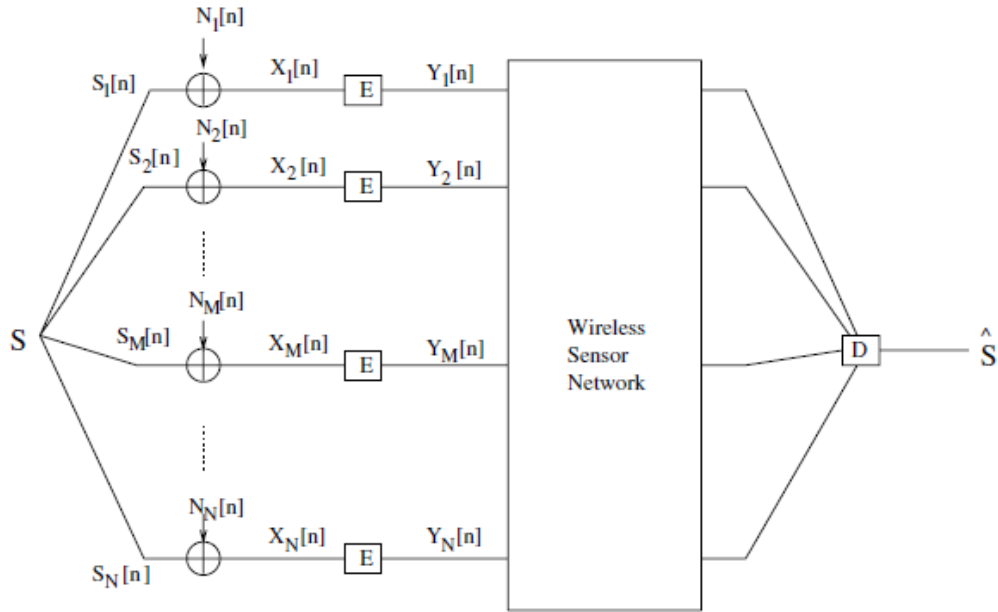 N1[n]
S1[n] X1[n] E Y1[n]
N2[n]
S2[n] X2[n] E Y2[n]
NM[n]
SM[n] XM[n] E YM[n]
S
Wireless
Sensor
Network
D Ŝ
NN[n]
SN[n] XN[n] E YN[n]